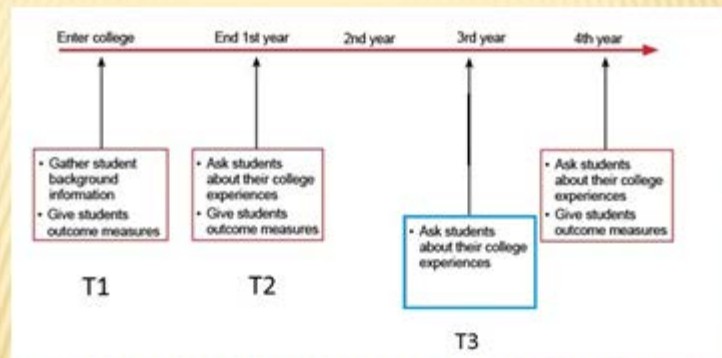 Enter college End 1st year 2nd year 3rd year 4th year
• Gather student
background
information
• Give students
outcome measures
• Ask students
about their college
experiences
• Give students
outcome measures
• Ask students
about their college
experiences
• Ask students
about their college
experiences
• Give students
outcome measures
T1
T2
T3